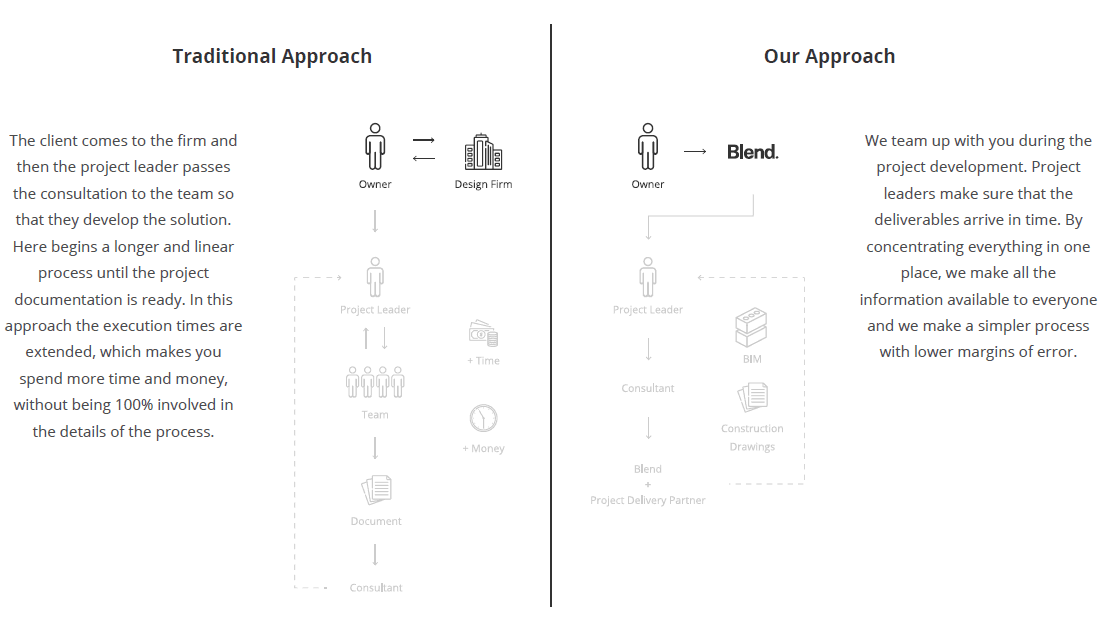 Traditional Approach
The client comes to the firm and
then the project leader passes
the consultation to the team so
that they develop the solution.
Here begins a longer and linear
process until the project
documentation is ready. In this
approach the execution times are
extended, which makes you
spend more time and money,
without being 100% involved in
the details of the process.
Owner
Design Firm
Project Leader
+ Time
Team
+ Money
Document
Consultant
Our Approach
Owner
Blend.
Project Leader
BIM
Consultant
Construction
Drawings
Blend
+
Project Delivery Partner
We team up with you during the
project development. Project
leaders make sure that the
deliverables arrive in time. By
concentrating everything in one
place, we make all the
information available to everyone
and we make a simpler process
with lower margins of error.